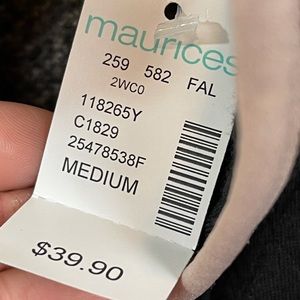 maurices
259 582 FAL
2WC0
118265Y
C1829
25478538F
MEDIUM
$39.90